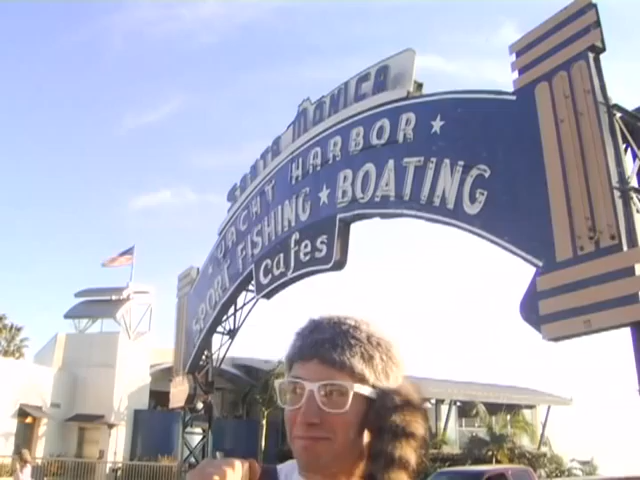 SANTA MONICA
★ YACHT HARBOR ★
SPORT FISHING ★ BOATING
cafes